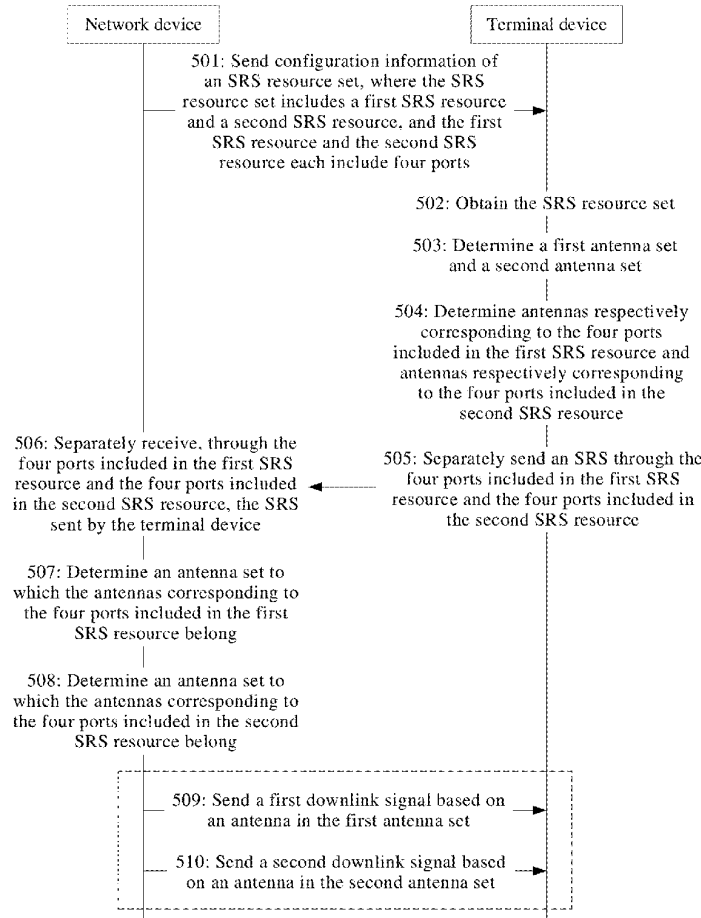 Network device
Terminal device
501: Send configuration information of
an SRS resource set, where the SRS
resource set includes a first SRS resource
and a second SRS resource, and the first
SRS resource and the second SRS
resource each include four ports
502: Obtain the SRS resource set
503: Determine a first antenna set
and a second antenna set
504: Determine antennas respectively
corresponding to the four ports
included in the first SRS resource and
antennas respectively corresponding
to the four ports included in the
second SRS resource
505: Separately send an SRS through the
four ports included in the first SRS
resource and the four ports included in
the second SRS resource
506: Separately receive, through the
four ports included in the first SRS
resource and the four ports included
in the second SRS resource, the SRS
sent by the terminal device
507: Determine an antenna set to
which the antennas corresponding to
the four ports included in the first
SRS resource belong
508: Determine an antenna set to
which the antennas corresponding to
the four ports included in the second
SRS resource belong
509: Send a first downlink signal based on
an antenna in the first antenna set
510: Send a second downlink signal based
on an antenna in the second antenna set